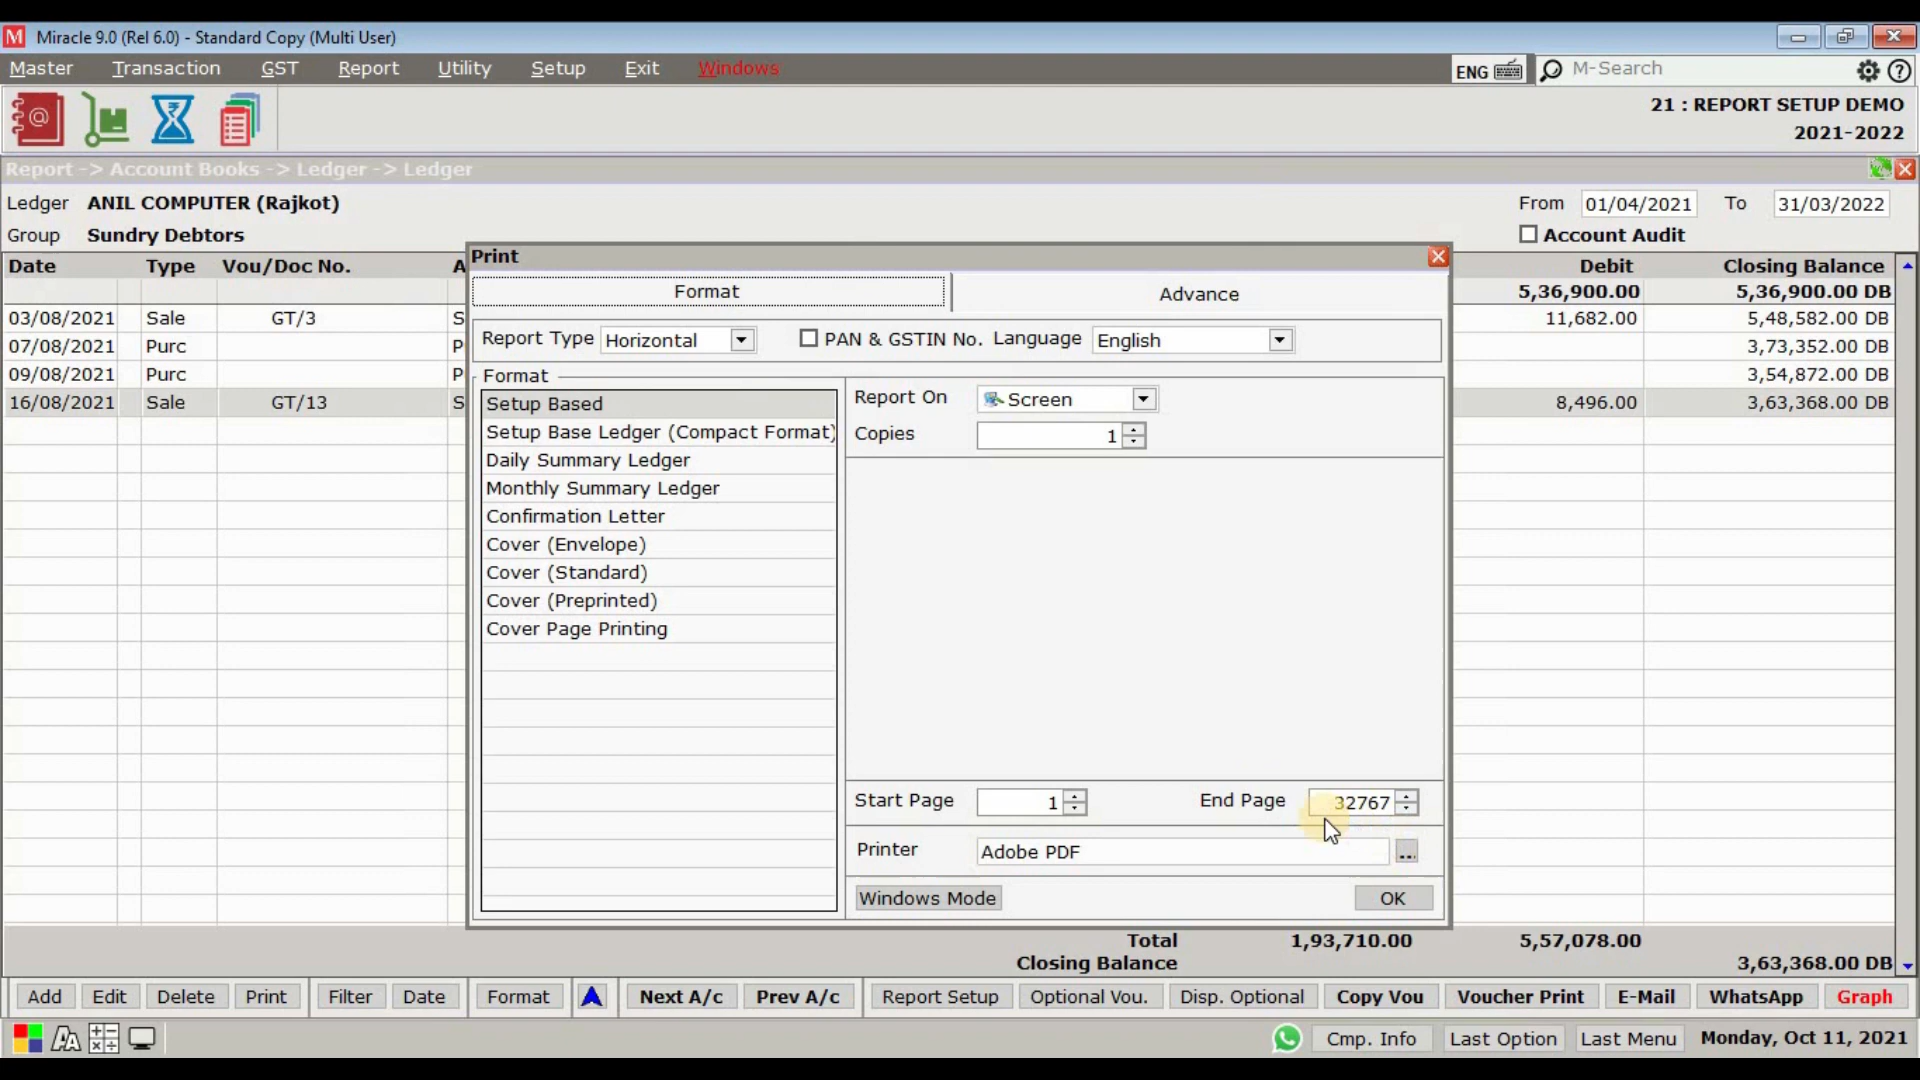 Miracle 9.0 (Rel 6.0) - Standard Copy (Multi User)
Master Transaction GST Report Utility Setup Exit Windows ENG M-Search
21 : REPORT SETUP DEMO
2021-2022
Report -> Account Books -> Ledger -> Ledger
Ledger ANIL COMPUTER (Rajkot) From 01/04/2021 To 31/03/2022
Group Sundry Debtors Account Audit
Date Type Vou/Doc No. A Debit Closing Balance
5,36,900.00 5,36,900.00 DB
03/08/2021 Sale GT/3 S 11,682.00 5,48,582.00 DB
07/08/2021 Purc P 3,73,352.00 DB
09/08/2021 Purc P 3,54,872.00 DB
16/08/2021 Sale GT/13 S 8,496.00 3,63,368.00 DB
Print
Format Advance
Report Type Horizontal PAN & GSTIN No. Language English
Format
Setup Based
Setup Base Ledger (Compact Format)
Daily Summary Ledger
Monthly Summary Ledger
Confirmation Letter
Cover (Envelope)
Cover (Standard)
Cover (Preprinted)
Cover Page Printing
Report On Screen
Copies 1
Start Page 1 End Page 32767
Printer Adobe PDF ...
Windows Mode OK
Total 1,93,710.00 5,57,078.00
Closing Balance 3,63,368.00 DB
Add Edit Delete Print Filter Date Format Next A/c Prev A/c Report Setup Optional Vou. Disp. Optional Copy Vou Voucher Print E-Mail WhatsApp Graph
Cmp. Info Last Option Last Menu Monday, Oct 11, 2021